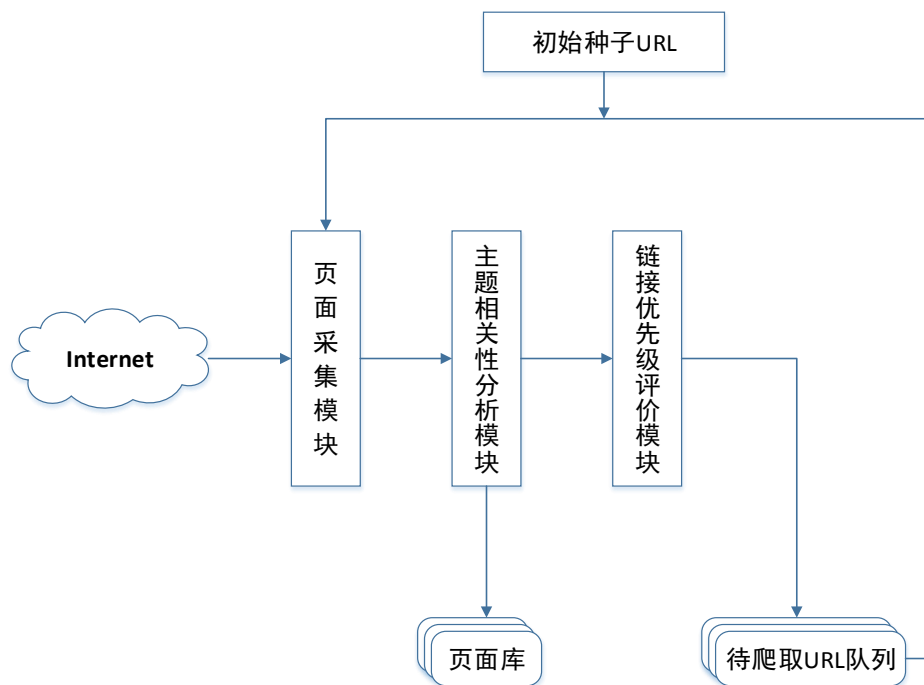 初始种子URL
页面采集模块
主题相关性分析模块
链接优先级评价模块
Internet
页面库
待爬取URL队列